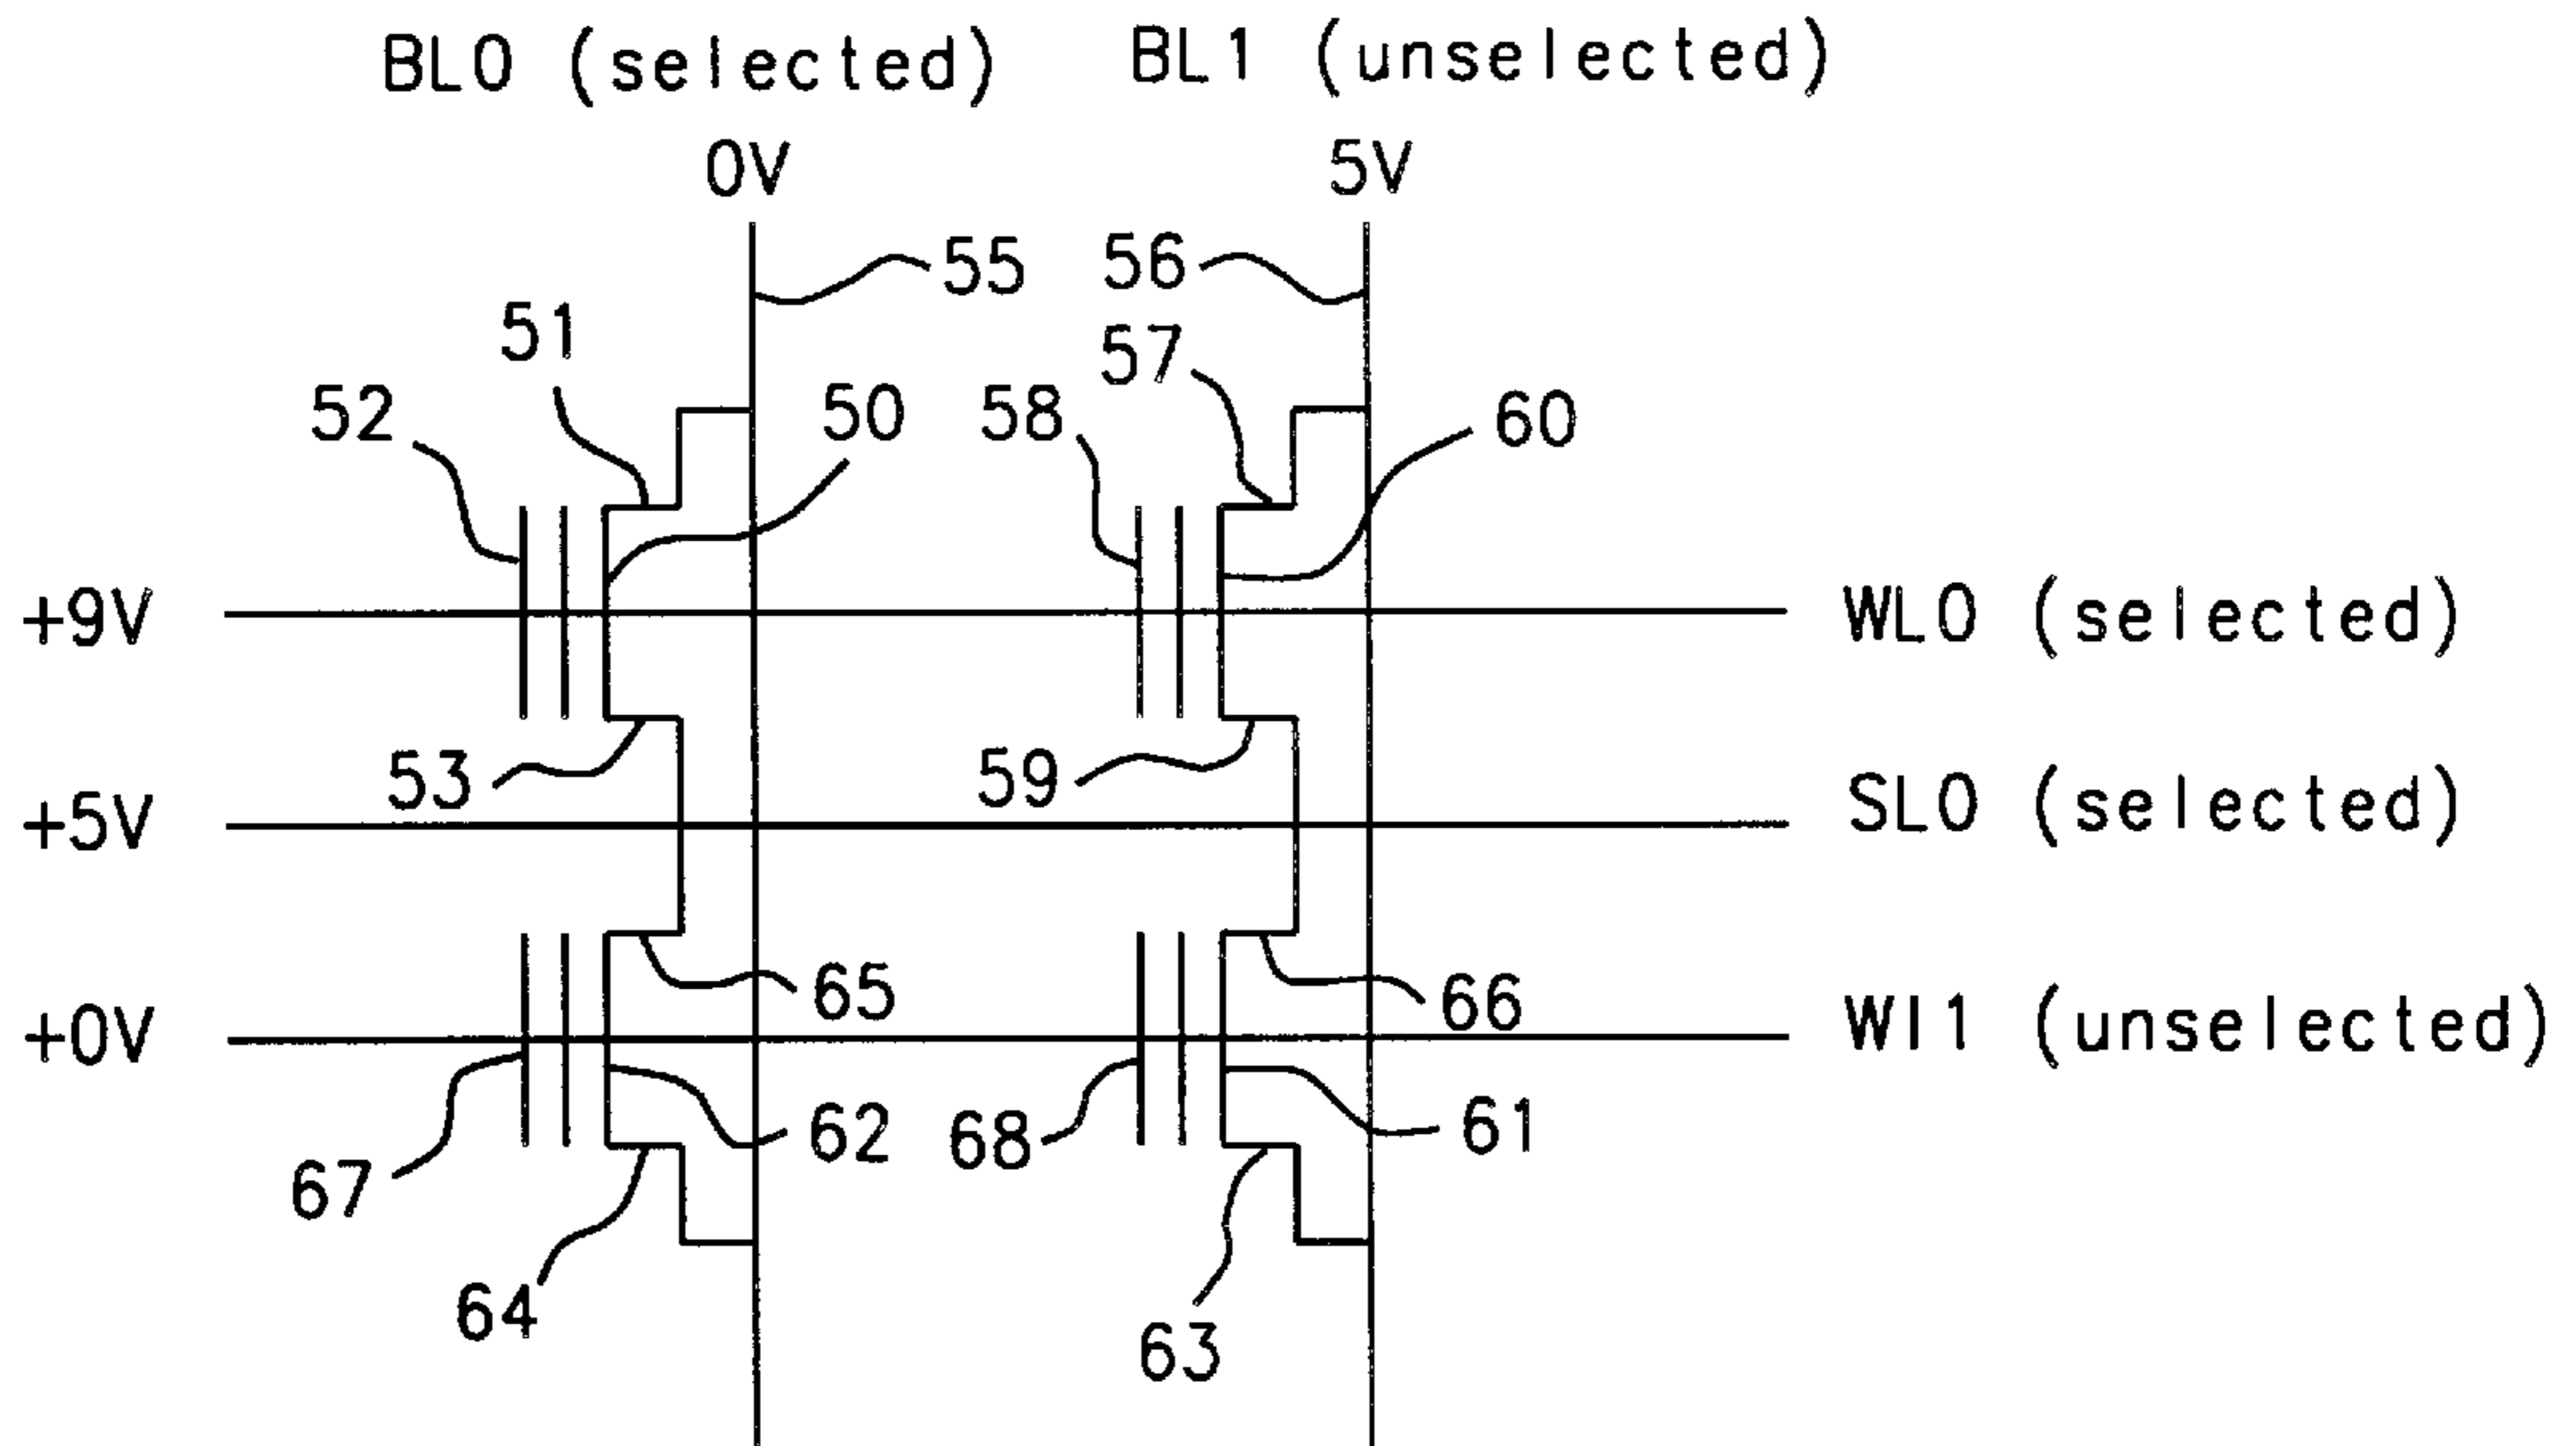 BL0 (selected)
BL1 (unselected)
0V
5V
55
56
51
57
52
50
58
60
+9V
WL0 (selected)
53
59
+5V
SL0 (selected)
65
66
+0V
WI1 (unselected)
62
68
61
67
64
63